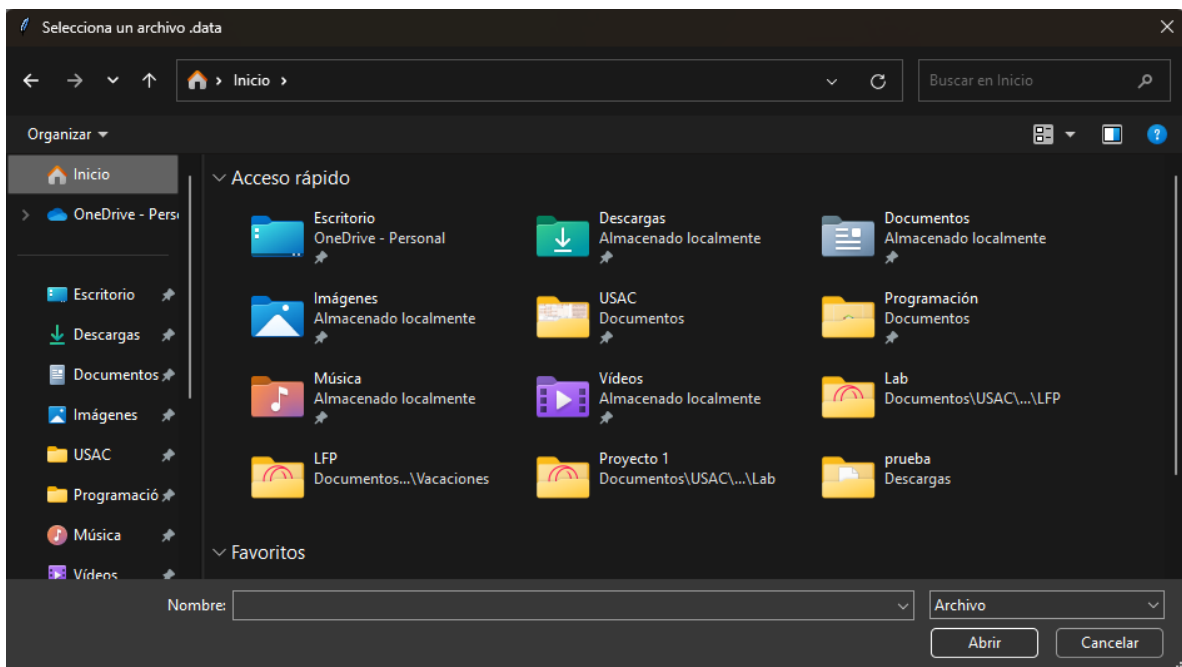 Selecciona un archivo .data
Inicio
Buscar en Inicio
Organizar
Inicio
OneDrive - Perso
Escritorio
Descargas
Documentos
Imágenes
USAC
Programació
Música
Vídeos
Acceso rápido
Escritorio
OneDrive - Personal
Descargas
Almacenado localmente
Documentos
Almacenado localmente
Imágenes
Almacenado localmente
USAC
Documentos
Programación
Documentos
Música
Almacenado localmente
Vídeos
Almacenado localmente
Lab
Documentos\USAC\...\LFP
LFP
Documentos...\Vacaciones
Proyecto 1
Documentos\USAC\...\Lab
prueba
Descargas
Favoritos
Nombre:
Archivo
Abrir
Cancelar